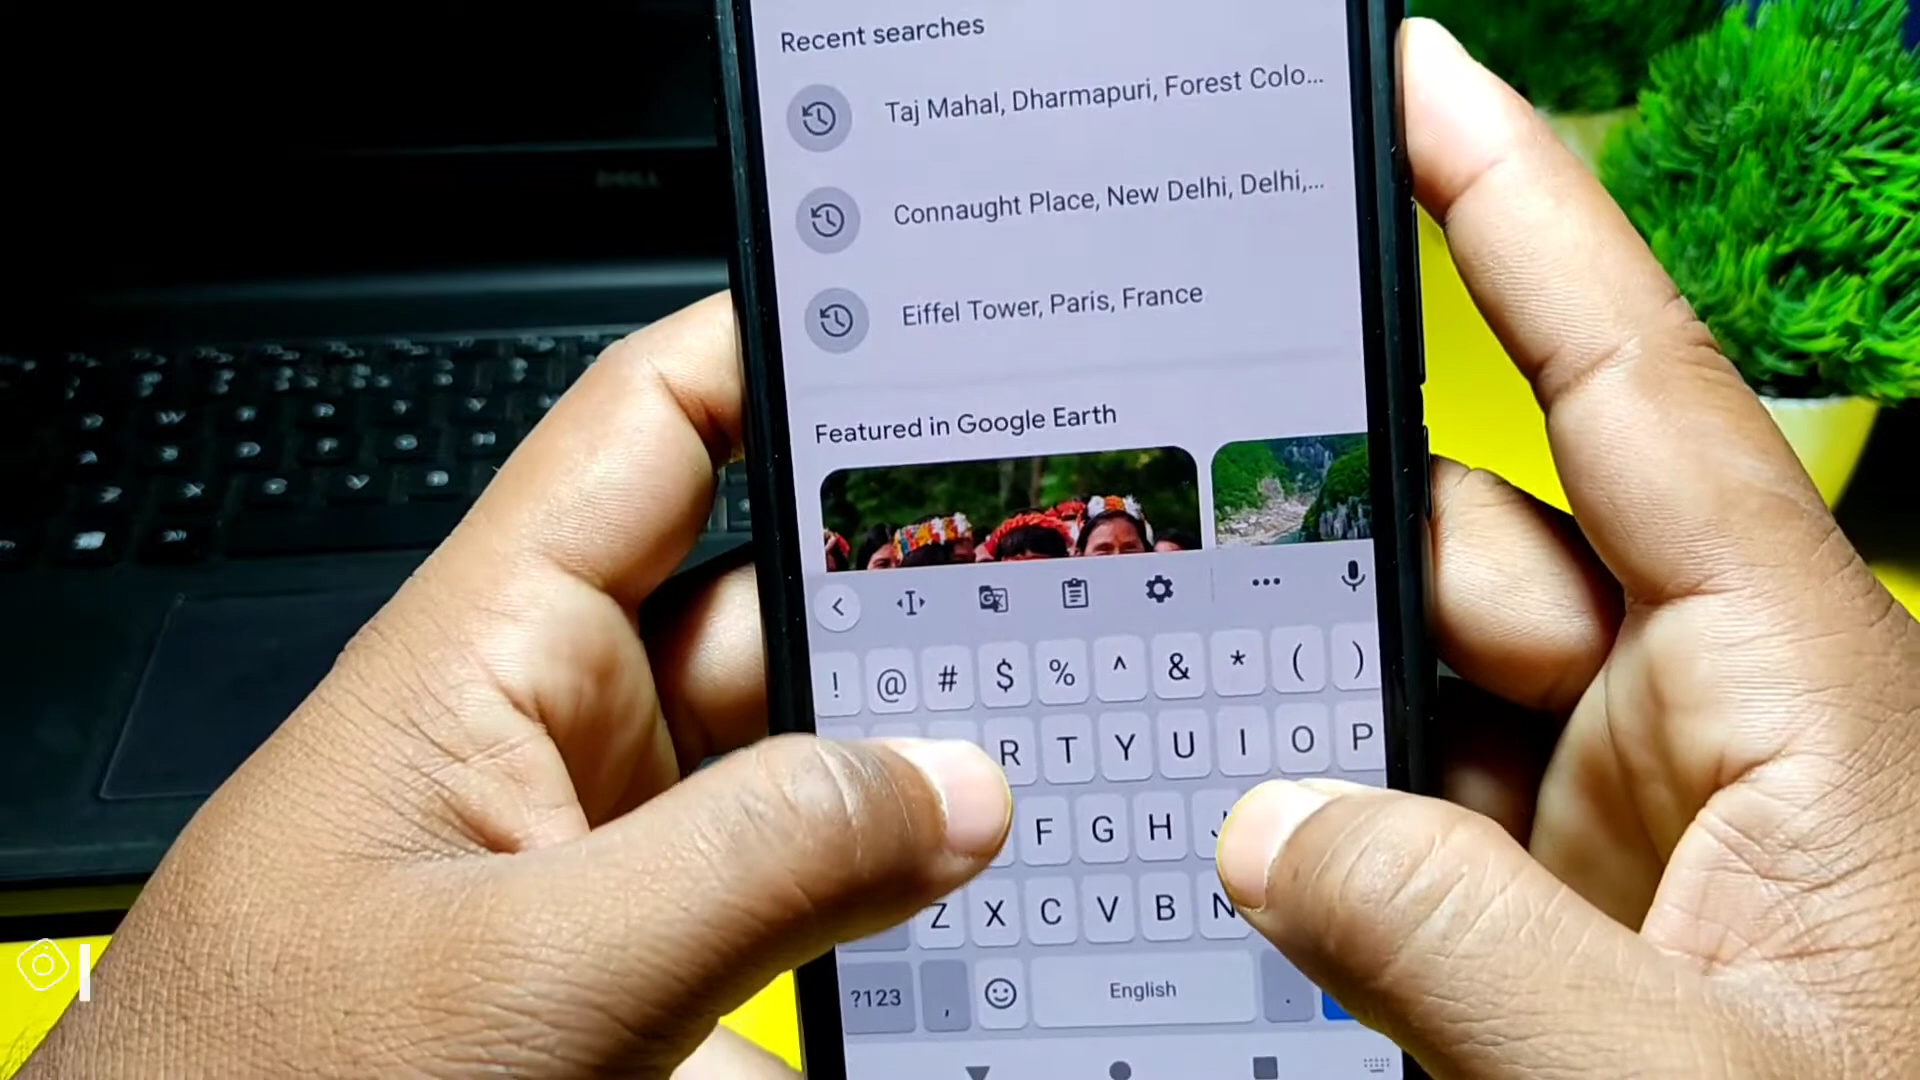 Recent searches
Taj Mahal, Dharmapuri, Forest Colo...
Connaught Place, New Delhi, Delhi,...
Eiffel Tower, Paris, France
Featured in Google Earth
! @ # $ % ^ & * ( )
R T Y U I O P
F G H J
Z X C V B N
?123 , English .